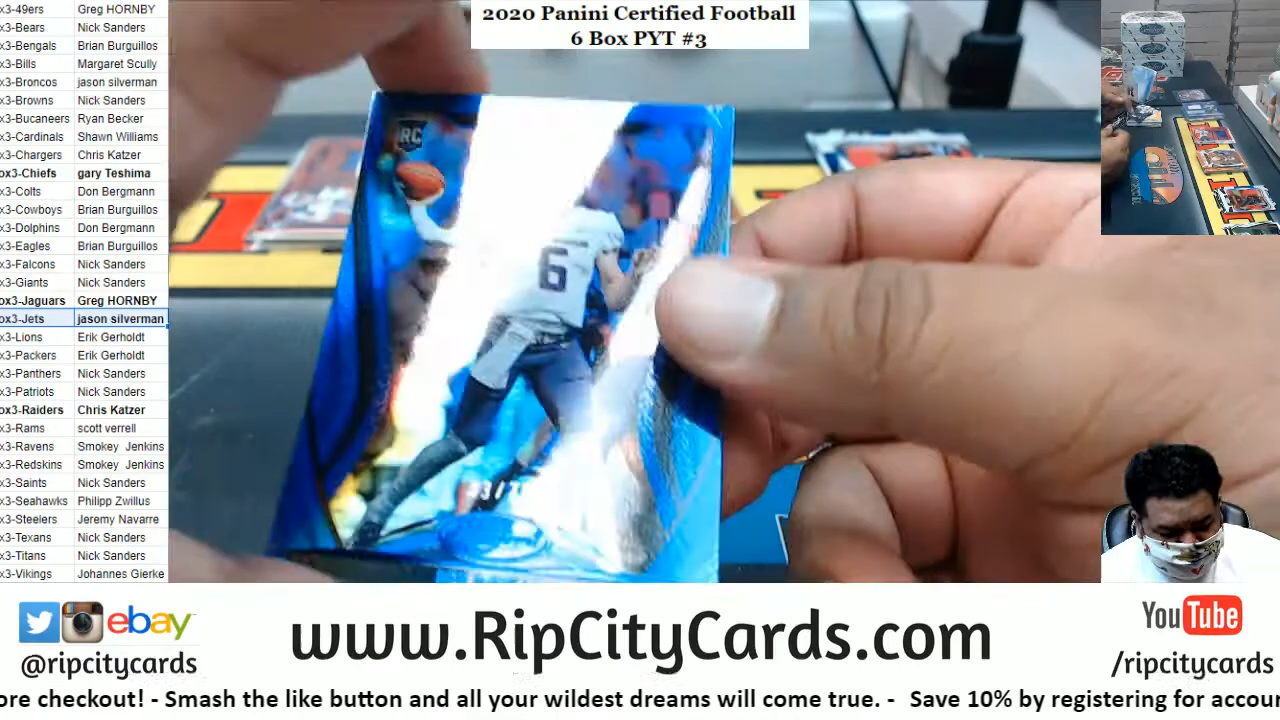 2020 Panini Certified Football
6 Box PYT #3
x3-49ers Greg HORNBY
x3-Bears Nick Sanders
x3-Bengals Brian Burguillos
x3-Bills Margaret Scully
x3-Broncos jason silverman
x3-Browns Nick Sanders
x3-Bucaneers Ryan Becker
x3-Cardinals Shawn Williams
x3-Chargers Chris Katzer
ox3-Chiefs gary Teshima
x3-Colts Don Bergmann
x3-Cowboys Brian Burguillos
x3-Dolphins Don Bergmann
x3-Eagles Brian Burguillos
x3-Falcons Nick Sanders
x3-Giants Nick Sanders
ox3-Jaguars Greg HORNBY
ox3-Jets jason silverman
x3-Lions Erik Gerholdt
x3-Packers Erik Gerholdt
x3-Panthers Nick Sanders
x3-Patriots Nick Sanders
ox3-Raiders Chris Katzer
x3-Rams scott verrell
x3-Ravens Smokey Jenkins
x3-Redskins Smokey Jenkins
x3-Saints Nick Sanders
x3-Seahawks Philipp Zwillus
x3-Steelers Jeremy Navarre
x3-Texans Nick Sanders
x3-Titans Nick Sanders
x3-Vikings Johannes Gierke
RC
6
ebay
@ripcitycards
www.RipCityCards.com
YouTube
/ripcitycards
ore checkout! - Smash the like button and all your wildest dreams will come true. - Save 10% by registering for accour